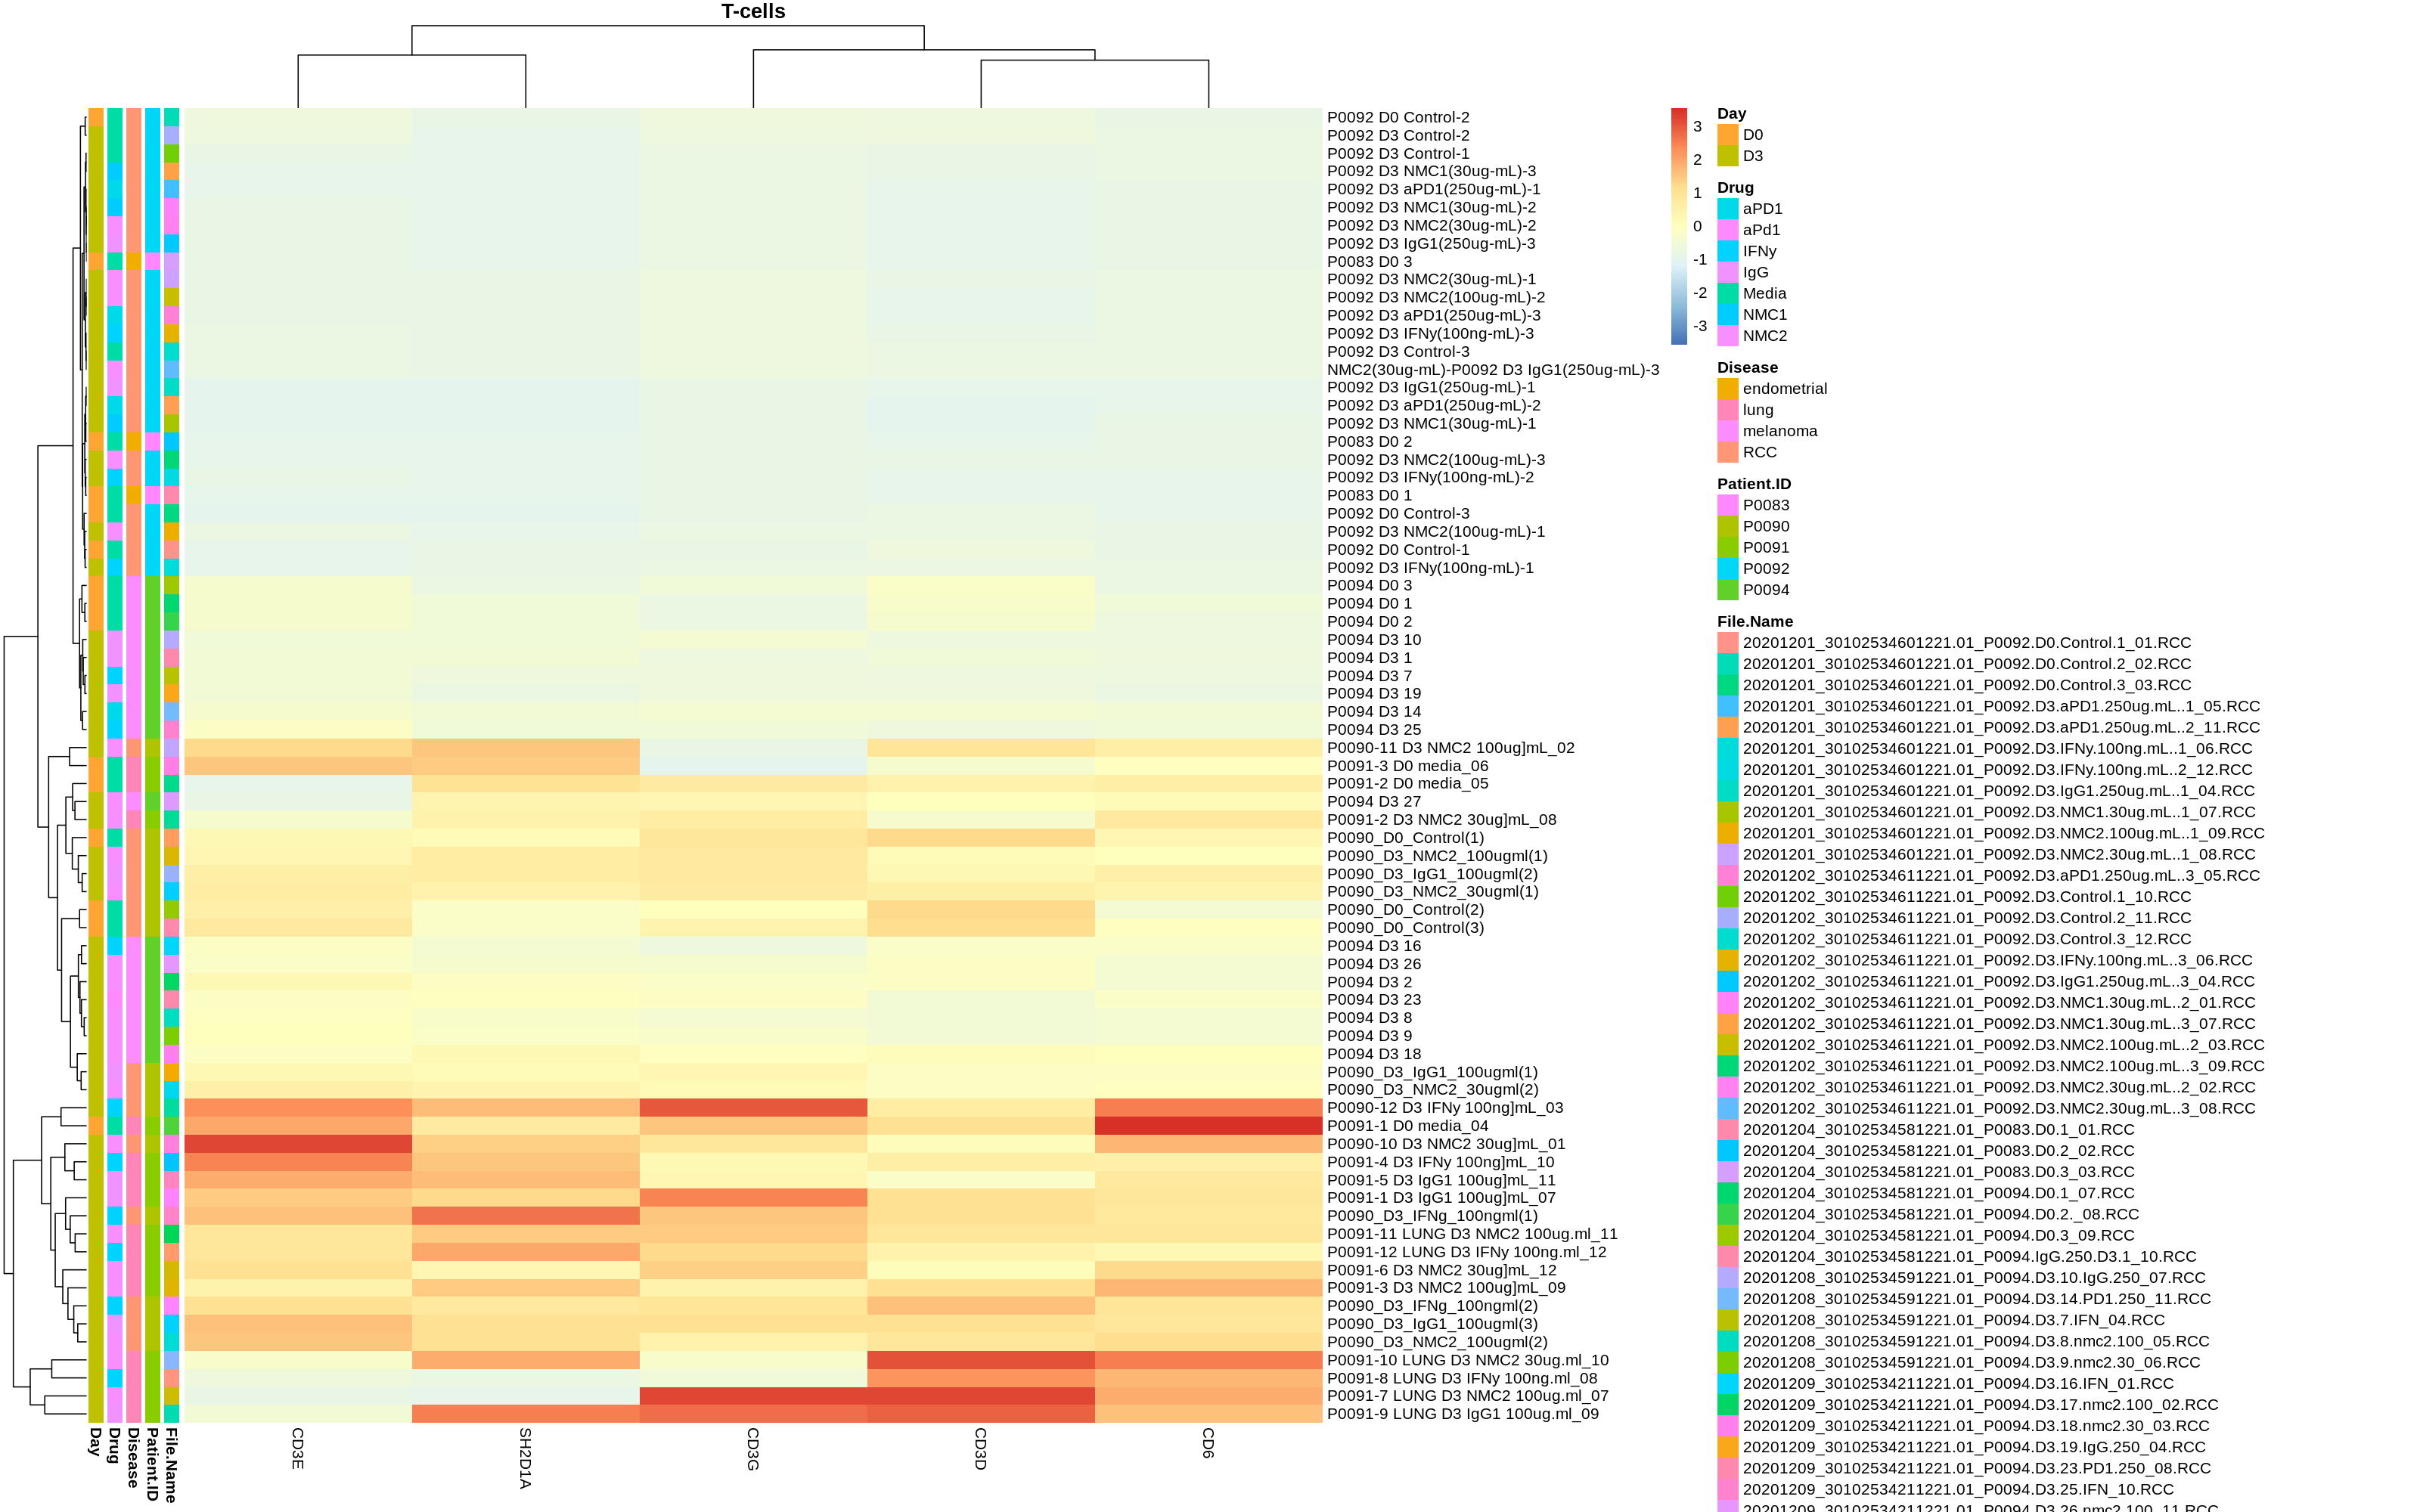 T-cells
P0092 D0 Control-2
P0092 D3 Control-2
P0092 D3 Control-1
P0092 D3 NMC1(30ug-mL)-3
P0092 D3 aPD1(250ug-mL)-1
P0092 D3 NMC1(30ug-mL)-2
P0092 D3 NMC2(30ug-mL)-2
P0092 D3 IgG1(250ug-mL)-3
P0083 D0 3
P0092 D3 NMC2(30ug-mL)-1
P0092 D3 NMC2(100ug-mL)-2
P0092 D3 aPD1(250ug-mL)-3
P0092 D3 IFNy(100ng-mL)-3
P0092 D3 Control-3
NMC2(30ug-mL)-P0092 D3 IgG1(250ug-mL)-3
P0092 D3 IgG1(250ug-mL)-1
P0092 D3 aPD1(250ug-mL)-2
P0092 D3 NMC1(30ug-mL)-1
P0083 D0 2
P0092 D3 NMC2(100ug-mL)-3
P0092 D3 IFNy(100ng-mL)-2
P0083 D0 1
P0092 D0 Control-3
P0092 D3 NMC2(100ug-mL)-1
P0092 D0 Control-1
P0092 D3 IFNy(100ng-mL)-1
P0094 D0 3
P0094 D0 1
P0094 D0 2
P0094 D3 10
P0094 D3 1
P0094 D3 7
P0094 D3 19
P0094 D3 14
P0094 D3 25
P0090-11 D3 NMC2 100ug]mL_02
P0091-3 D0 media_06
P0091-2 D0 media_05
P0094 D3 27
P0091-2 D3 NMC2 30ug]mL_08
P0090_D0_Control(1)
P0090_D3_NMC2_100ugml(1)
P0090_D3_IgG1_100ugml(2)
P0090_D3_NMC2_30ugml(1)
P0090_D0_Control(2)
P0090_D0_Control(3)
P0094 D3 16
P0094 D3 26
P0094 D3 2
P0094 D3 23
P0094 D3 8
P0094 D3 9
P0094 D3 18
P0090_D3_IgG1_100ugml(1)
P0090_D3_NMC2_30ugml(2)
P0090-12 D3 IFNy 100ng]mL_03
P0091-1 D0 media_04
P0090-10 D3 NMC2 30ug]mL_01
P0091-4 D3 IFNy 100ng]mL_10
P0091-5 D3 IgG1 100ug]mL_11
P0091-1 D3 IgG1 100ug]mL_07
P0090_D3_IFNg_100ngml(1)
P0091-11 LUNG D3 NMC2 100ug.ml_11
P0091-12 LUNG D3 IFNy 100ng.ml_12
P0091-6 D3 NMC2 30ug]mL_12
P0091-3 D3 NMC2 100ug]mL_09
P0090_D3_IFNg_100ngml(2)
P0090_D3_IgG1_100ugml(3)
P0090_D3_NMC2_100ugml(2)
P0091-10 LUNG D3 NMC2 30ug.ml_10
P0091-8 LUNG D3 IFNy 100ng.ml_08
P0091-7 LUNG D3 NMC2 100ug.ml_07
P0091-9 LUNG D3 IgG1 100ug.ml_09
Day
Drug
Disease
Patient.ID
File.Name
CD3E
SH2D1A
CD3G
CD3D
CD6
3
2
1
0
-1
-2
-3
Day
D0
D3
Drug
aPD1
aPd1
IFNy
IgG
Media
NMC1
NMC2
Disease
endometrial
lung
melanoma
RCC
Patient.ID
P0083
P0090
P0091
P0092
P0094
File.Name
20201201_30102534601221.01_P0092.D0.Control.1_01.RCC
20201201_30102534601221.01_P0092.D0.Control.2_02.RCC
20201201_30102534601221.01_P0092.D0.Control.3_03.RCC
20201201_30102534601221.01_P0092.D3.aPD1.250ug.mL..1_05.RCC
20201201_30102534601221.01_P0092.D3.aPD1.250ug.mL..2_11.RCC
20201201_30102534601221.01_P0092.D3.IFNy.100ng.mL..1_06.RCC
20201201_30102534601221.01_P0092.D3.IFNy.100ng.mL..2_12.RCC
20201201_30102534601221.01_P0092.D3.IgG1.250ug.mL..1_04.RCC
20201201_30102534601221.01_P0092.D3.NMC1.30ug.mL..1_07.RCC
20201201_30102534601221.01_P0092.D3.NMC2.100ug.mL..1_09.RCC
20201201_30102534601221.01_P0092.D3.NMC2.30ug.mL..1_08.RCC
20201202_30102534611221.01_P0092.D3.aPD1.250ug.mL..3_05.RCC
20201202_30102534611221.01_P0092.D3.Control.1_10.RCC
20201202_30102534611221.01_P0092.D3.Control.2_11.RCC
20201202_30102534611221.01_P0092.D3.Control.3_12.RCC
20201202_30102534611221.01_P0092.D3.IFNy.100ng.mL..3_06.RCC
20201202_30102534611221.01_P0092.D3.IgG1.250ug.mL..3_04.RCC
20201202_30102534611221.01_P0092.D3.NMC1.30ug.mL..2_01.RCC
20201202_30102534611221.01_P0092.D3.NMC1.30ug.mL..3_07.RCC
20201202_30102534611221.01_P0092.D3.NMC2.100ug.mL..2_03.RCC
20201202_30102534611221.01_P0092.D3.NMC2.100ug.mL..3_09.RCC
20201202_30102534611221.01_P0092.D3.NMC2.30ug.mL..2_02.RCC
20201202_30102534611221.01_P0092.D3.NMC2.30ug.mL..3_08.RCC
20201204_30102534581221.01_P0083.D0.1_01.RCC
20201204_30102534581221.01_P0083.D0.2_02.RCC
20201204_30102534581221.01_P0083.D0.3_03.RCC
20201204_30102534581221.01_P0094.D0.1_07.RCC
20201204_30102534581221.01_P0094.D0.2._08.RCC
20201204_30102534581221.01_P0094.D0.3_09.RCC
20201204_30102534581221.01_P0094.IgG.250.D3.1_10.RCC
20201208_30102534591221.01_P0094.D3.10.IgG.250_07.RCC
20201208_30102534591221.01_P0094.D3.14.PD1.250_11.RCC
20201208_30102534591221.01_P0094.D3.7.IFN_04.RCC
20201208_30102534591221.01_P0094.D3.8.nmc2.100_05.RCC
20201208_30102534591221.01_P0094.D3.9.nmc2.30_06.RCC
20201209_30102534211221.01_P0094.D3.16.IFN_01.RCC
20201209_30102534211221.01_P0094.D3.17.nmc2.100_02.RCC
20201209_30102534211221.01_P0094.D3.18.nmc2.30_03.RCC
20201209_30102534211221.01_P0094.D3.19.IgG.250_04.RCC
20201209_30102534211221.01_P0094.D3.23.PD1.250_08.RCC
20201209_30102534211221.01_P0094.D3.25.IFN_10.RCC
20201209_30102534211221.01_P0094.D3.26.nmc2.100_11.RCC